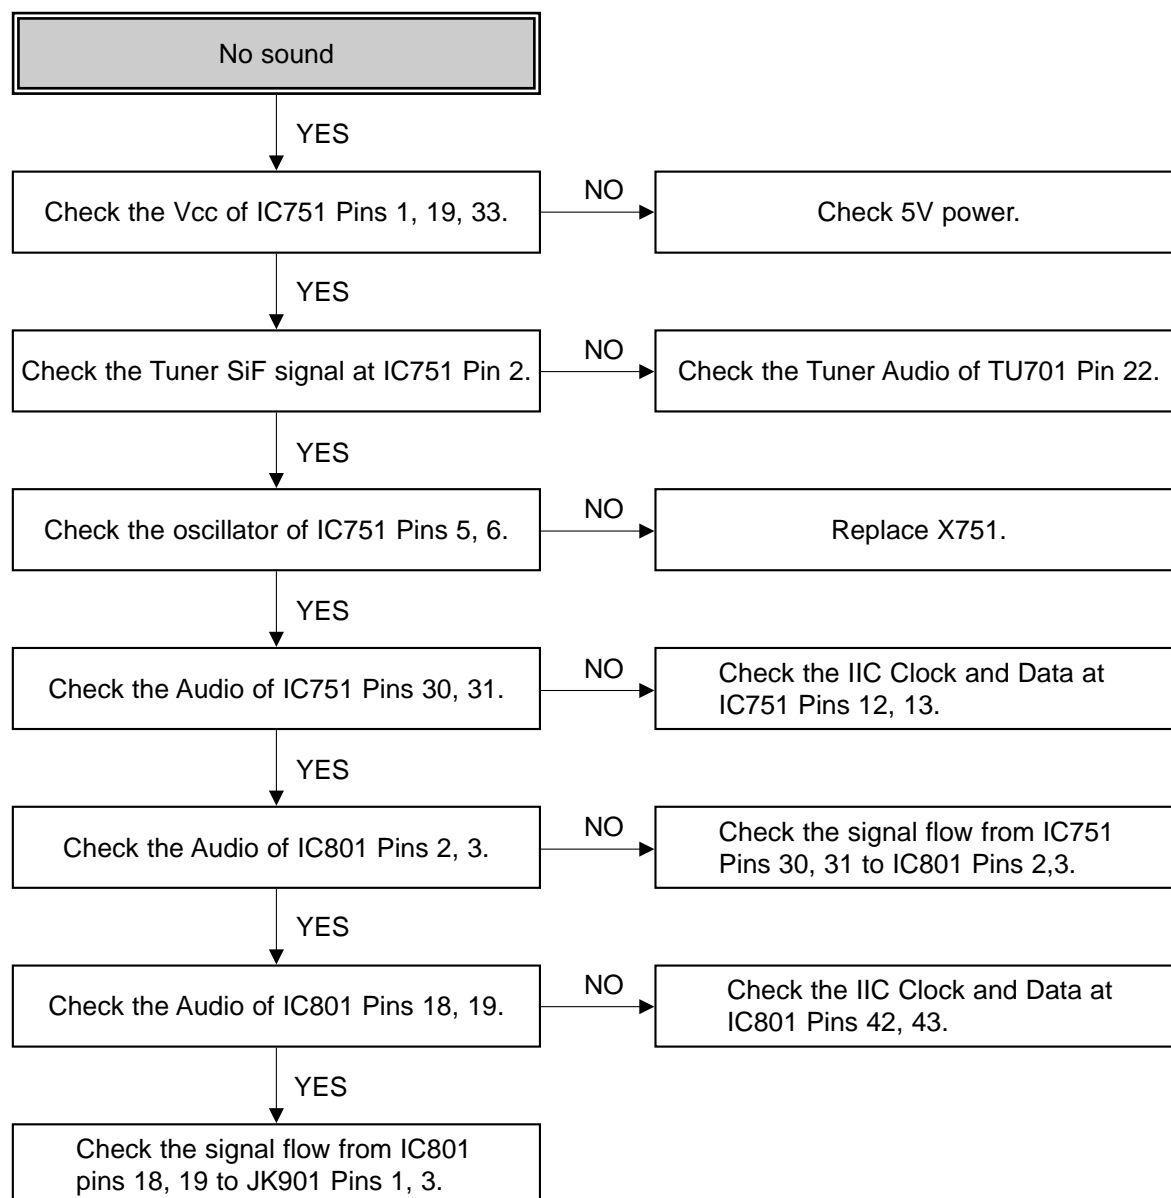 No sound
YES
Check the Vcc of IC751 Pins 1, 19, 33.
NO
Check 5V power.
YES
Check the Tuner SiF signal at IC751 Pin 2.
NO
Check the Tuner Audio of TU701 Pin 22.
YES
Check the oscillator of IC751 Pins 5, 6.
NO
Replace X751.
YES
Check the Audio of IC751 Pins 30, 31.
NO
Check the IIC Clock and Data at
IC751 Pins 12, 13.
YES
Check the Audio of IC801 Pins 2, 3.
NO
Check the signal flow from IC751
Pins 30, 31 to IC801 Pins 2,3.
YES
Check the Audio of IC801 Pins 18, 19.
NO
Check the IIC Clock and Data at
IC801 Pins 42, 43.
YES
Check the signal flow from IC801
pins 18, 19 to JK901 Pins 1, 3.